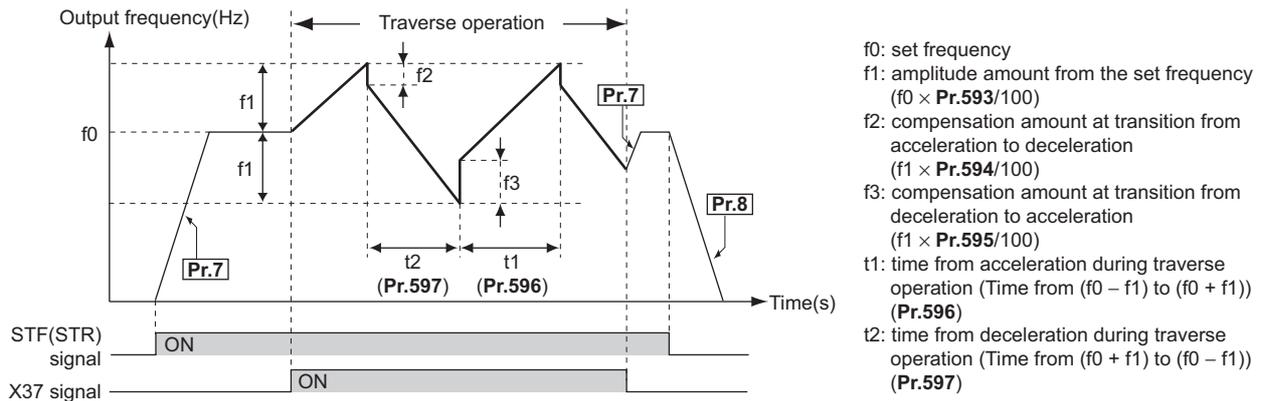 Output frequency(Hz)
Traverse operation
f2
Pr.7
f1
f0
f1
f3
Pr.8
Pr.7
t2
(Pr.597)
t1
(Pr.596)
Time(s)
STF(STR)
signal
ON
X37 signal
ON
f0: set frequency
f1: amplitude amount from the set frequency
(f0 × Pr.593/100)
f2: compensation amount at transition from
acceleration to deceleration
(f1 × Pr.594/100)
f3: compensation amount at transition from
deceleration to acceleration
(f1 × Pr.595/100)
t1: time from acceleration during traverse
operation (Time from (f0 − f1) to (f0 + f1))
(Pr.596)
t2: time from deceleration during traverse
operation (Time from (f0 + f1) to (f0 − f1))
(Pr.597)